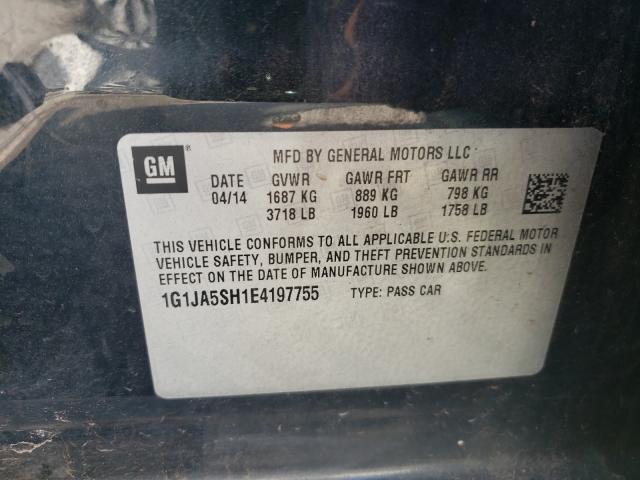 GM ® MFD BY GENERAL MOTORS LLC
DATE GVWR GAWR FRT GAWR RR
04/14 1687 KG 889 KG 798 KG
3718 LB 1960 LB 1758 LB
THIS VEHICLE CONFORMS TO ALL APPLICABLE U.S. FEDERAL MOTOR
VEHICLE SAFETY, BUMPER, AND THEFT PREVENTION STANDARDS IN
EFFECT ON THE DATE OF MANUFACTURE SHOWN ABOVE.
1G1JA5SH1E4197755 TYPE: PASS CAR